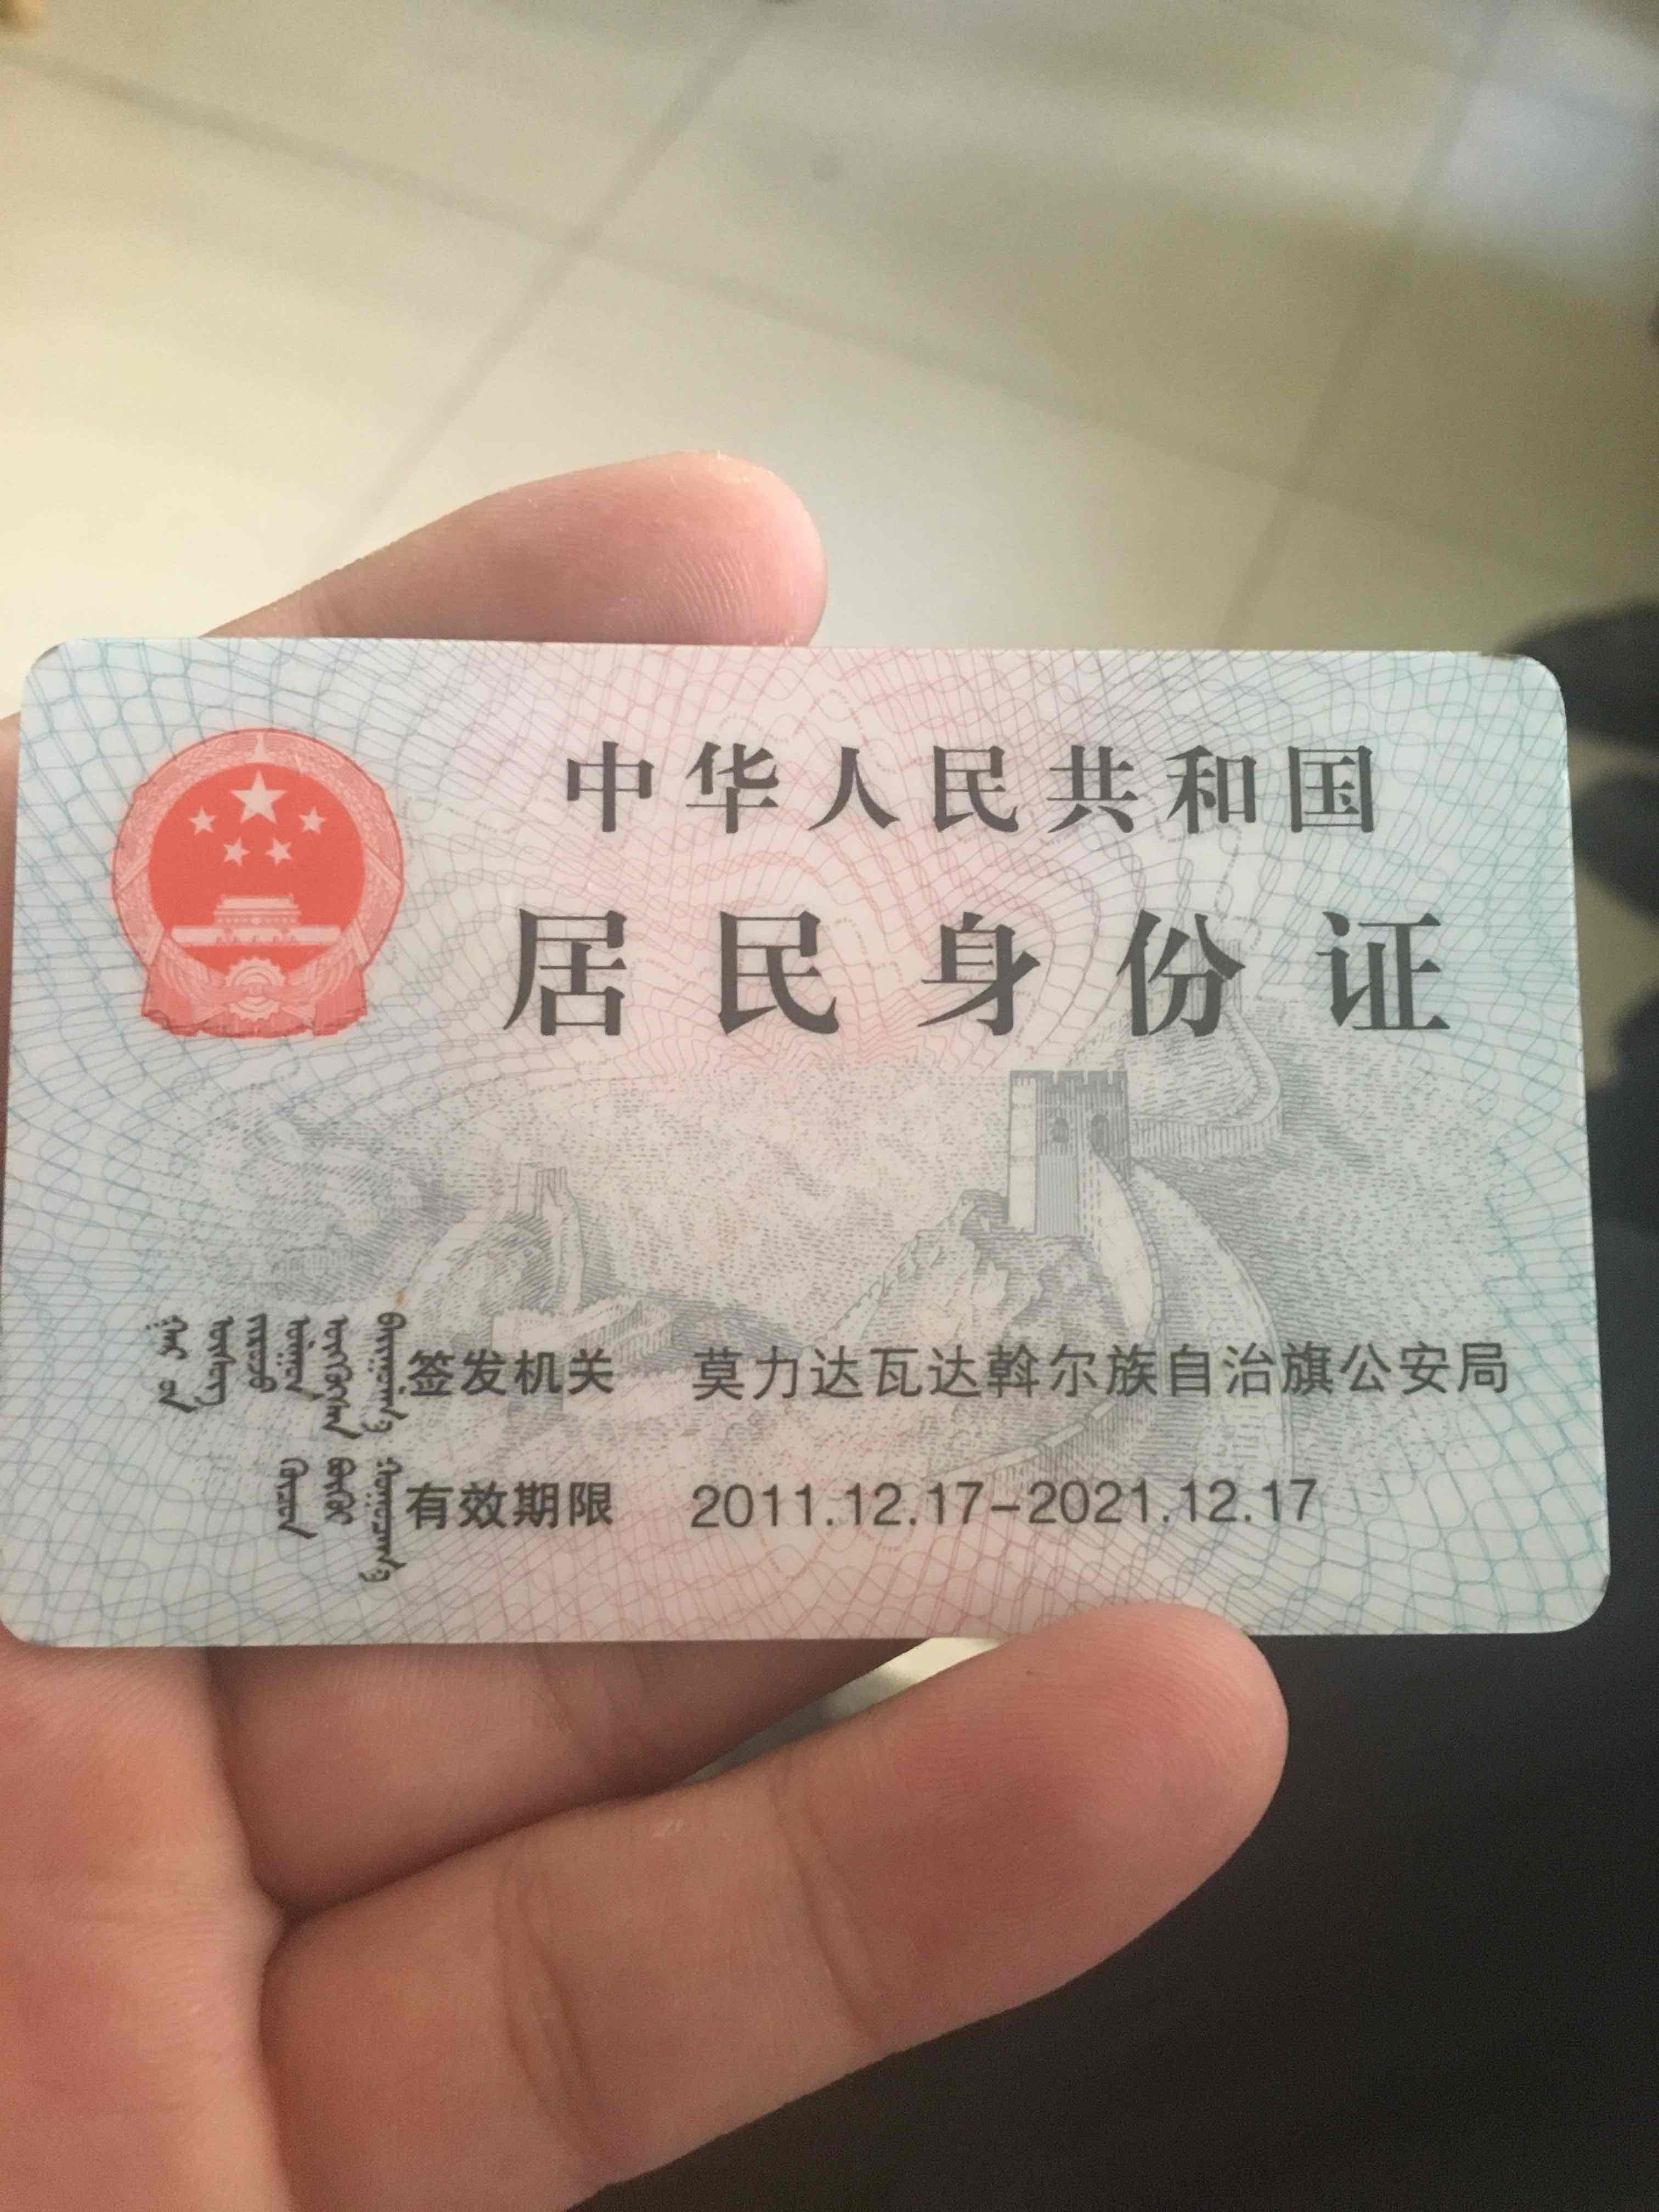 中华人民共和国
居民身份证
签发机关 莫力达瓦达斡尔族自治旗公安局
有效期限 2011.12.17-2021.12.17